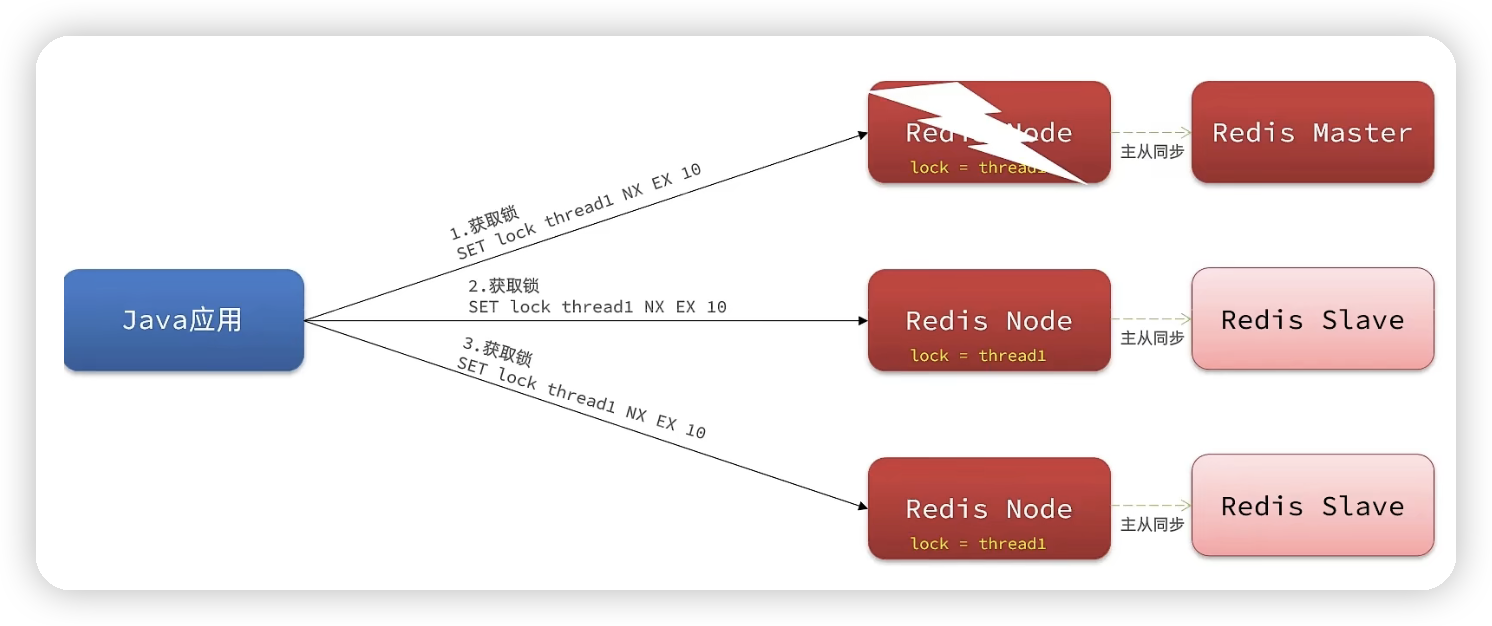 Redis Node
lock = thread1
主从同步
Redis Master
1.获取锁
SET lock thread1 NX EX 10
Java应用
2.获取锁
SET lock thread1 NX EX 10
Redis Node
lock = thread1
主从同步
Redis Slave
3.获取锁
SET lock thread1 NX EX 10
Redis Node
lock = thread1
主从同步
Redis Slave